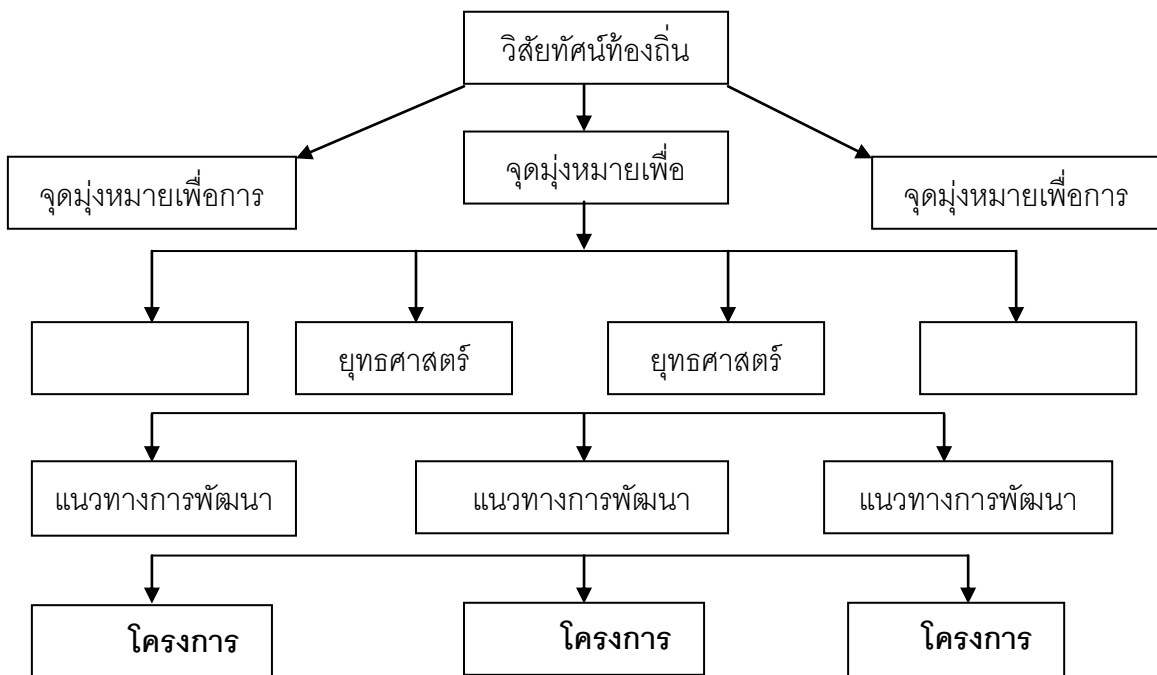 วิสัยทัศน์ท้องถิ่น
จุดมุ่งหมายเพื่อการ
จุดมุ่งหมายเพื่อ
จุดมุ่งหมายเพื่อการ
ยุทธศาสตร์
ยุทธศาสตร์
แนวทางการพัฒนา
แนวทางการพัฒนา
แนวทางการพัฒนา
โครงการ
โครงการ
โครงการ